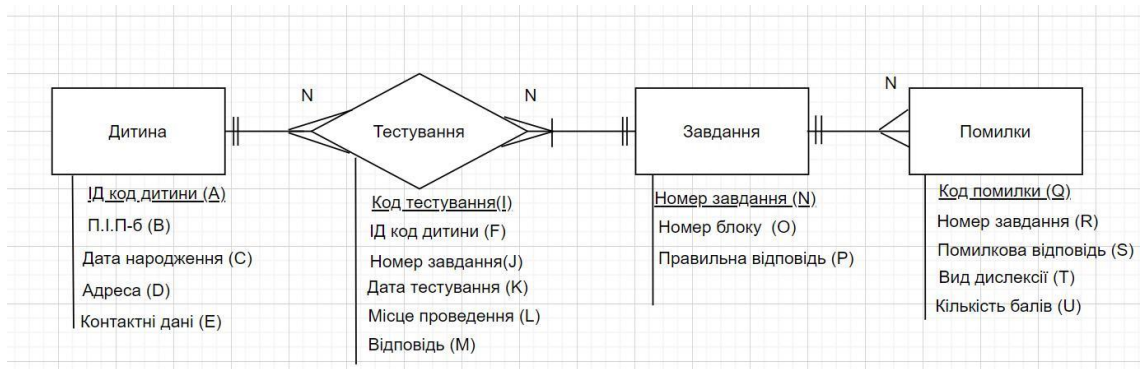 N
N
N
Дитина
Тестування
Завдання
Помилки
ІД код дитини (A)
П.І.П-б (B)
Дата народження (C)
Адреса (D)
Контактні дані (E)
Код тестування(I)
ІД код дитини (F)
Номер завдання(J)
Дата тестування (K)
Місце проведення (L)
Відповідь (M)
Номер завдання (N)
Номер блоку (O)
Правильна відповідь (P)
Код помилки (Q)
Номер завдання (R)
Помилкова відповідь (S)
Вид дислексії (T)
Кількість балів (U)